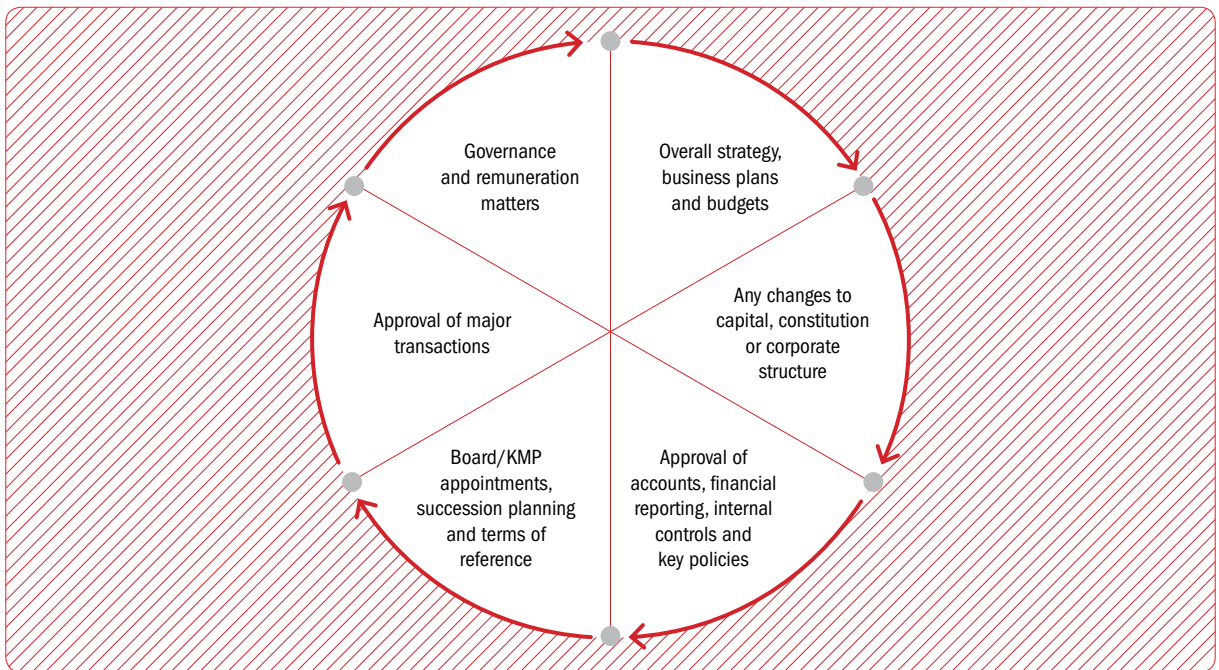 Governance
and remuneration
matters
Overall strategy,
business plans
and budgets
Any changes to
capital, constitution
or corporate
structure
Approval of
accounts, financial
reporting, internal
controls and
key policies
Board/KMP
appointments,
succession planning
and terms of
reference
Approval of major
transactions